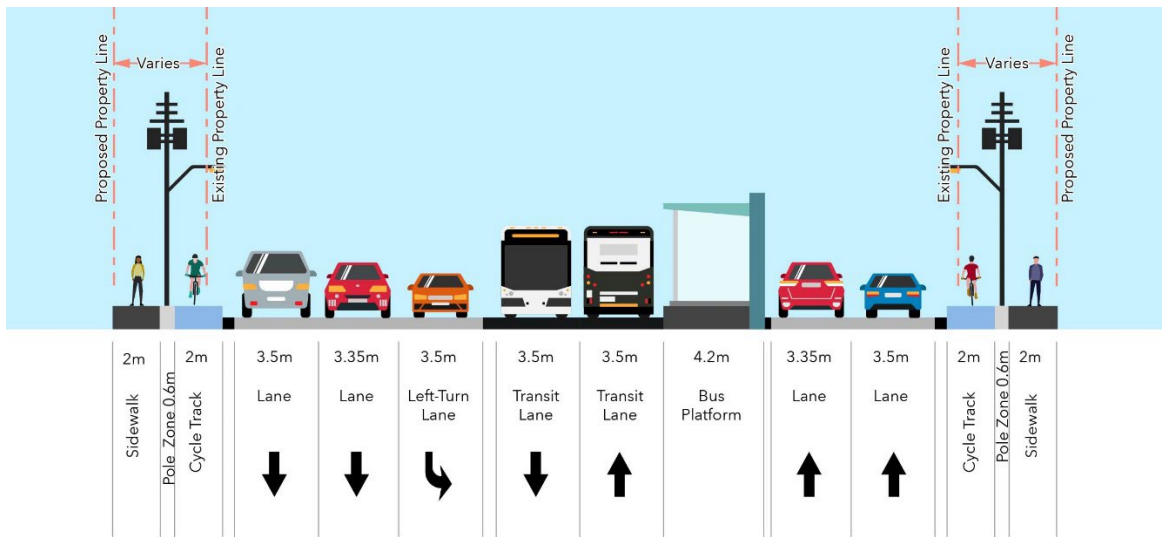 Proposed Property Line
Varies
Existing Property Line
Existing Property Line
Varies
Proposed Property Line
2m
Sidewalk
Pole Zone 0.6m
2m
Cycle Track
3.5m
Lane
3.35m
Lane
3.5m
Left-Turn
Lane
3.5m
Transit
Lane
3.5m
Transit
Lane
4.2m
Bus
Platform
3.35m
Lane
3.5m
Lane
2m
Cycle Track
Pole Zone 0.6m
2m
Sidewalk